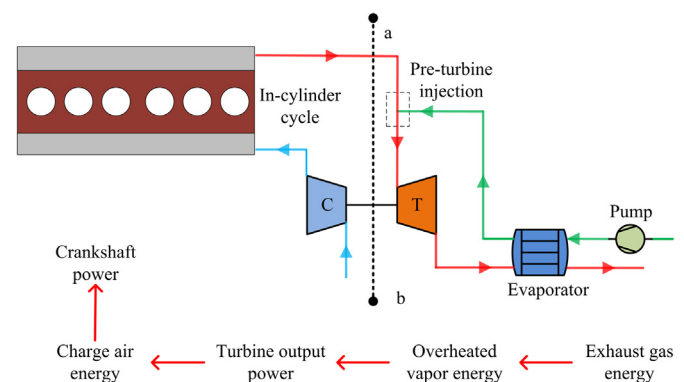 a
Pre-turbine
injection
In-cylinder
cycle
C
T
Pump
Evaporator
b
Crankshaft
power
Charge air
energy
Turbine output
power
Overheated
vapor energy
Exhaust gas
energy